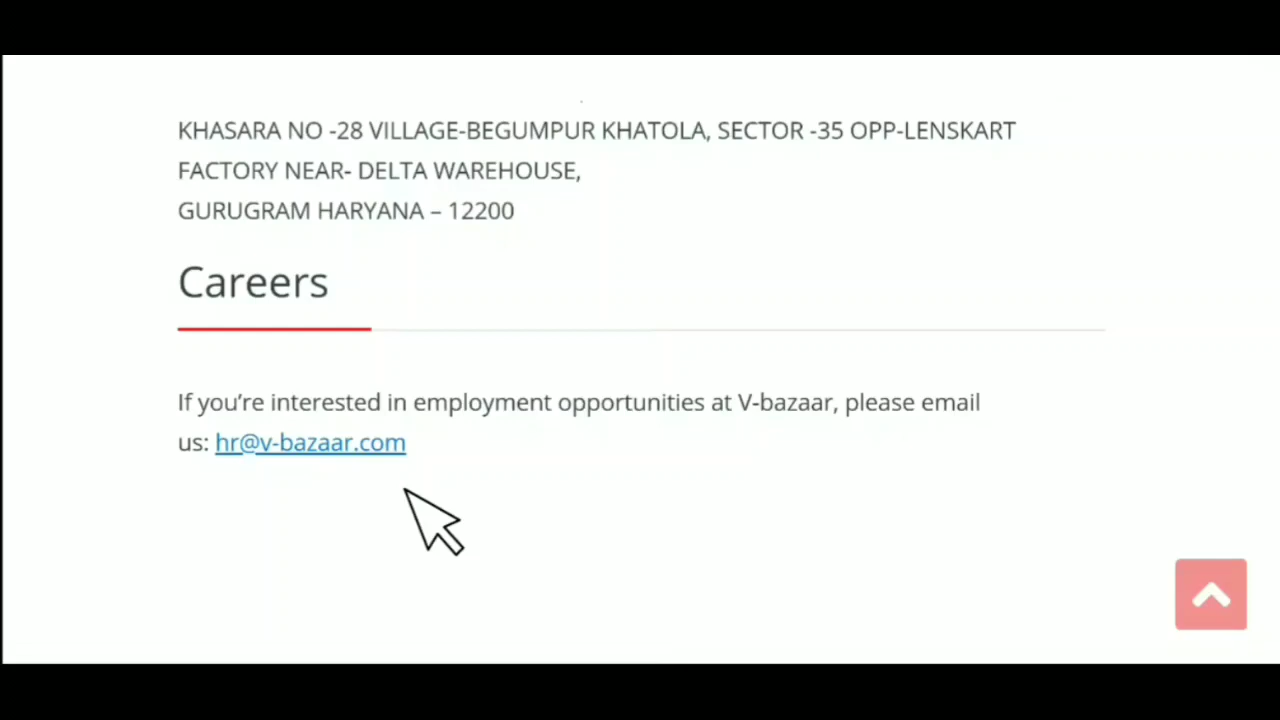 KHASARA NO -28 VILLAGE-BEGUMPUR KHATOLA, SECTOR -35 OPP-LENSKART
FACTORY NEAR- DELTA WAREHOUSE,
GURUGRAM HARYANA – 12200
Careers
If you’re interested in employment opportunities at V-bazaar, please email
us: hr@v-bazaar.com